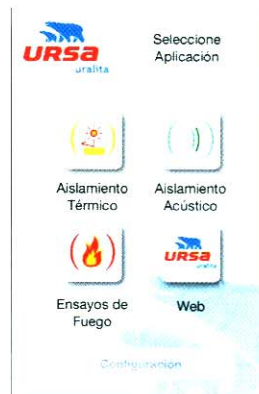 URSA
uralita
Seleccione
Aplicación
Aislamiento
Térmico
Aislamiento
Acústico
Ensayos de
Fuego
URSA
uralita
Web
Configuración